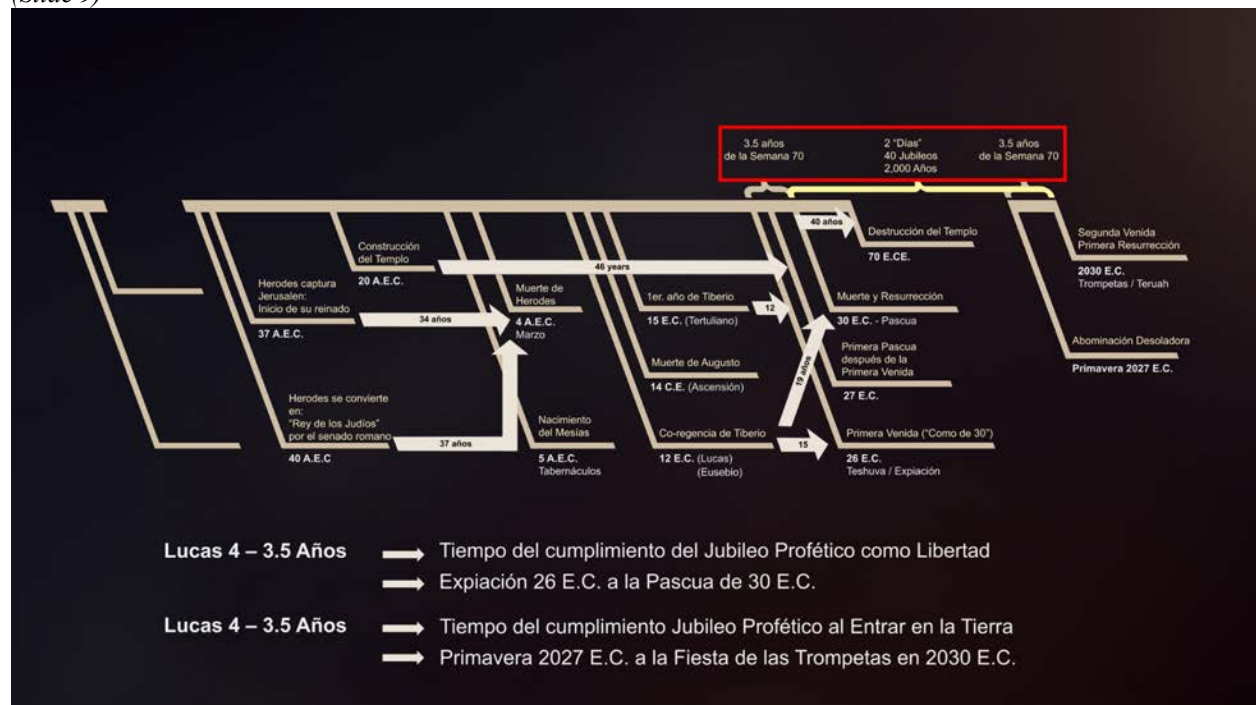 3.5 años
de la Semana 70
2 “Días”
40 Jubileos
2,000 Años
3.5 años
de la Semana 70
40 años
Destrucción del Templo
70 E.CE.
Segunda Venida
Primera Resurrección
2030 E.C.
Trompetas / Teruah
Construcción
del Templo
20 A.E.C.
46 years
Herodes captura
Jerusalen:
Inicio de su reinado
37 A.E.C.
34 años
Muerte de
Herodes
4 A.E.C.
Marzo
1er. año de Tiberio
15 E.C. (Tertuliano)
12
Muerte y Resurrección
30 E.C. - Pascua
Abominación Desoladora
Primavera 2027 E.C.
Muerte de Augusto
14 C.E. (Ascensión)
19 años
Primera Pascua
después de la
Primera Venida
27 E.C.
Herodes se convierte
en:
“Rey de los Judíos”
por el senado romano
40 A.E.C
37 años
Nacimiento
del Mesías
5 A.E.C.
Tabernáculos
Co-regencia de Tiberio
12 E.C. (Lucas)
(Eusebio)
15
Primera Venida (“Como de 30”)
26 E.C.
Teshuva / Expiación
Lucas 4 – 3.5 Años
Tiempo del cumplimiento del Jubileo Profético como Libertad
Expiación 26 E.C. a la Pascua de 30 E.C.
Lucas 4 – 3.5 Años
Tiempo del cumplimiento Jubileo Profético al Entrar en la Tierra
Primavera 2027 E.C. a la Fiesta de las Trompetas en 2030 E.C.